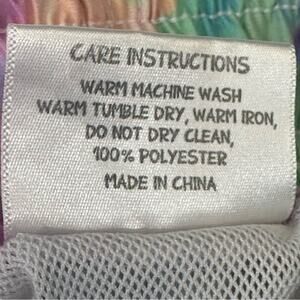 CARE INSTRUCTIONS
WARM MACHINE WASH
WARM TUMBLE DRY, WARM IRON,
DO NOT DRY CLEAN,
100% POLYESTER
MADE IN CHINA